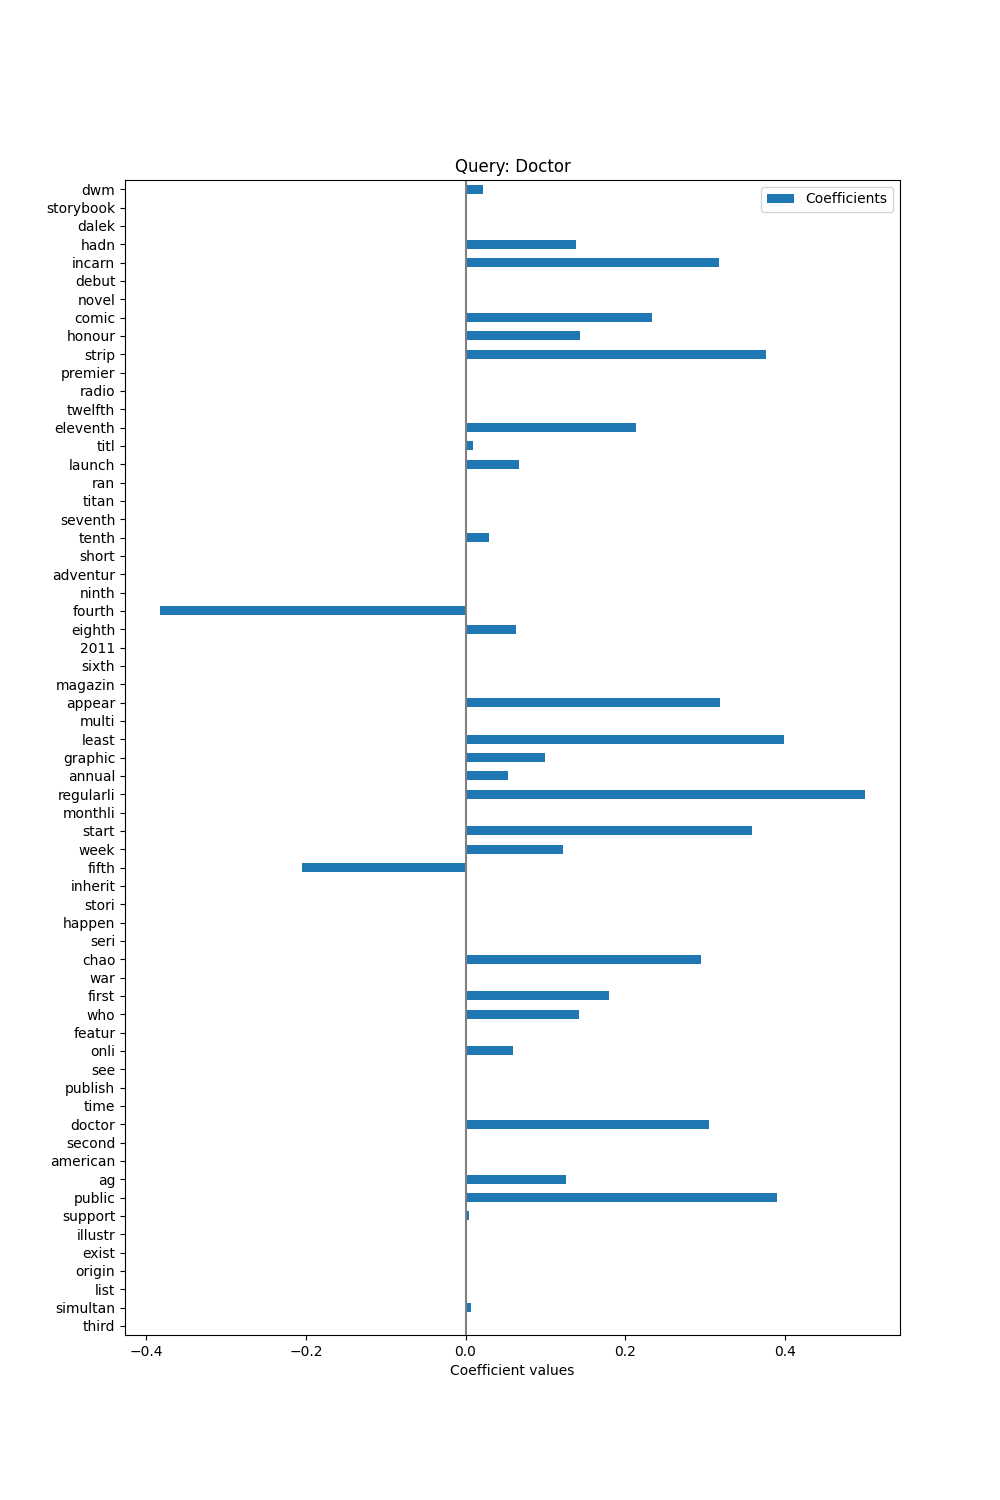 Query: Doctor
Coefficients
dwm
storybook
dalek
hadn
incarn
debut
novel
comic
honour
strip
premier
radio
twelfth
eleventh
titl
launch
ran
titan
seventh
tenth
short
adventur
ninth
fourth
eighth
2011
sixth
magazin
appear
multi
least
graphic
annual
regularli
monthli
start
week
fifth
inherit
stori
happen
seri
chao
war
first
who
featur
onli
see
publish
time
doctor
second
american
ag
public
support
illustr
exist
origin
list
simultan
third
−0.4 −0.2 0.0 0.2 0.4
Coefficient values